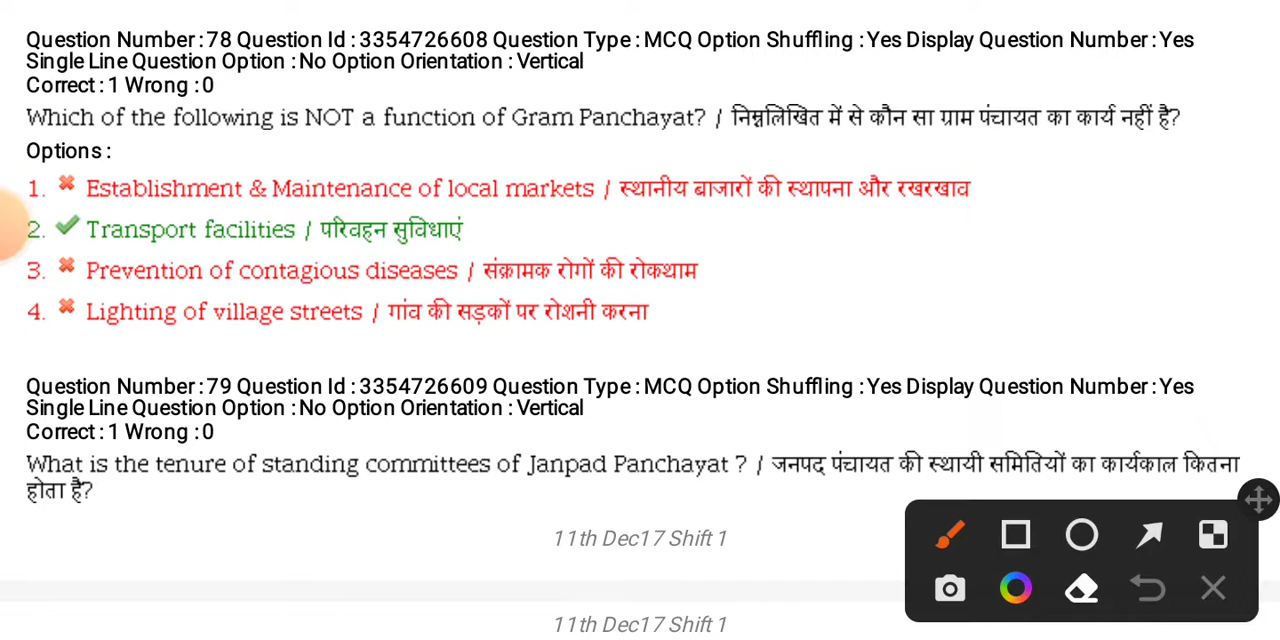 Question Number : 78 Question Id : 3354726608 Question Type : MCQ Option Shuffling : Yes Display Question Number : Yes
Single Line Question Option : No Option Orientation : Vertical
Correct : 1 Wrong : 0
Which of the following is NOT a function of Gram Panchayat? / निम्नलिखित में से कौन सा ग्राम पंचायत का कार्य नहीं है?
Options :
1. Establishment & Maintenance of local markets / स्थानीय बाजारों की स्थापना और रखरखाव
2. Transport facilities / परिवहन सुविधाएं
3. Prevention of contagious diseases / संक्रामक रोगों की रोकथाम
4. Lighting of village streets / गांव की सड़कों पर रोशनी करना
Question Number : 79 Question Id : 3354726609 Question Type : MCQ Option Shuffling : Yes Display Question Number : Yes
Single Line Question Option : No Option Orientation : Vertical
Correct : 1 Wrong : 0
What is the tenure of standing committees of Janpad Panchayat ? / जनपद पंचायत की स्थायी समितियों का कार्यकाल कितना
होता है?
11th Dec17 Shift 1
11th Dec17 Shift 1